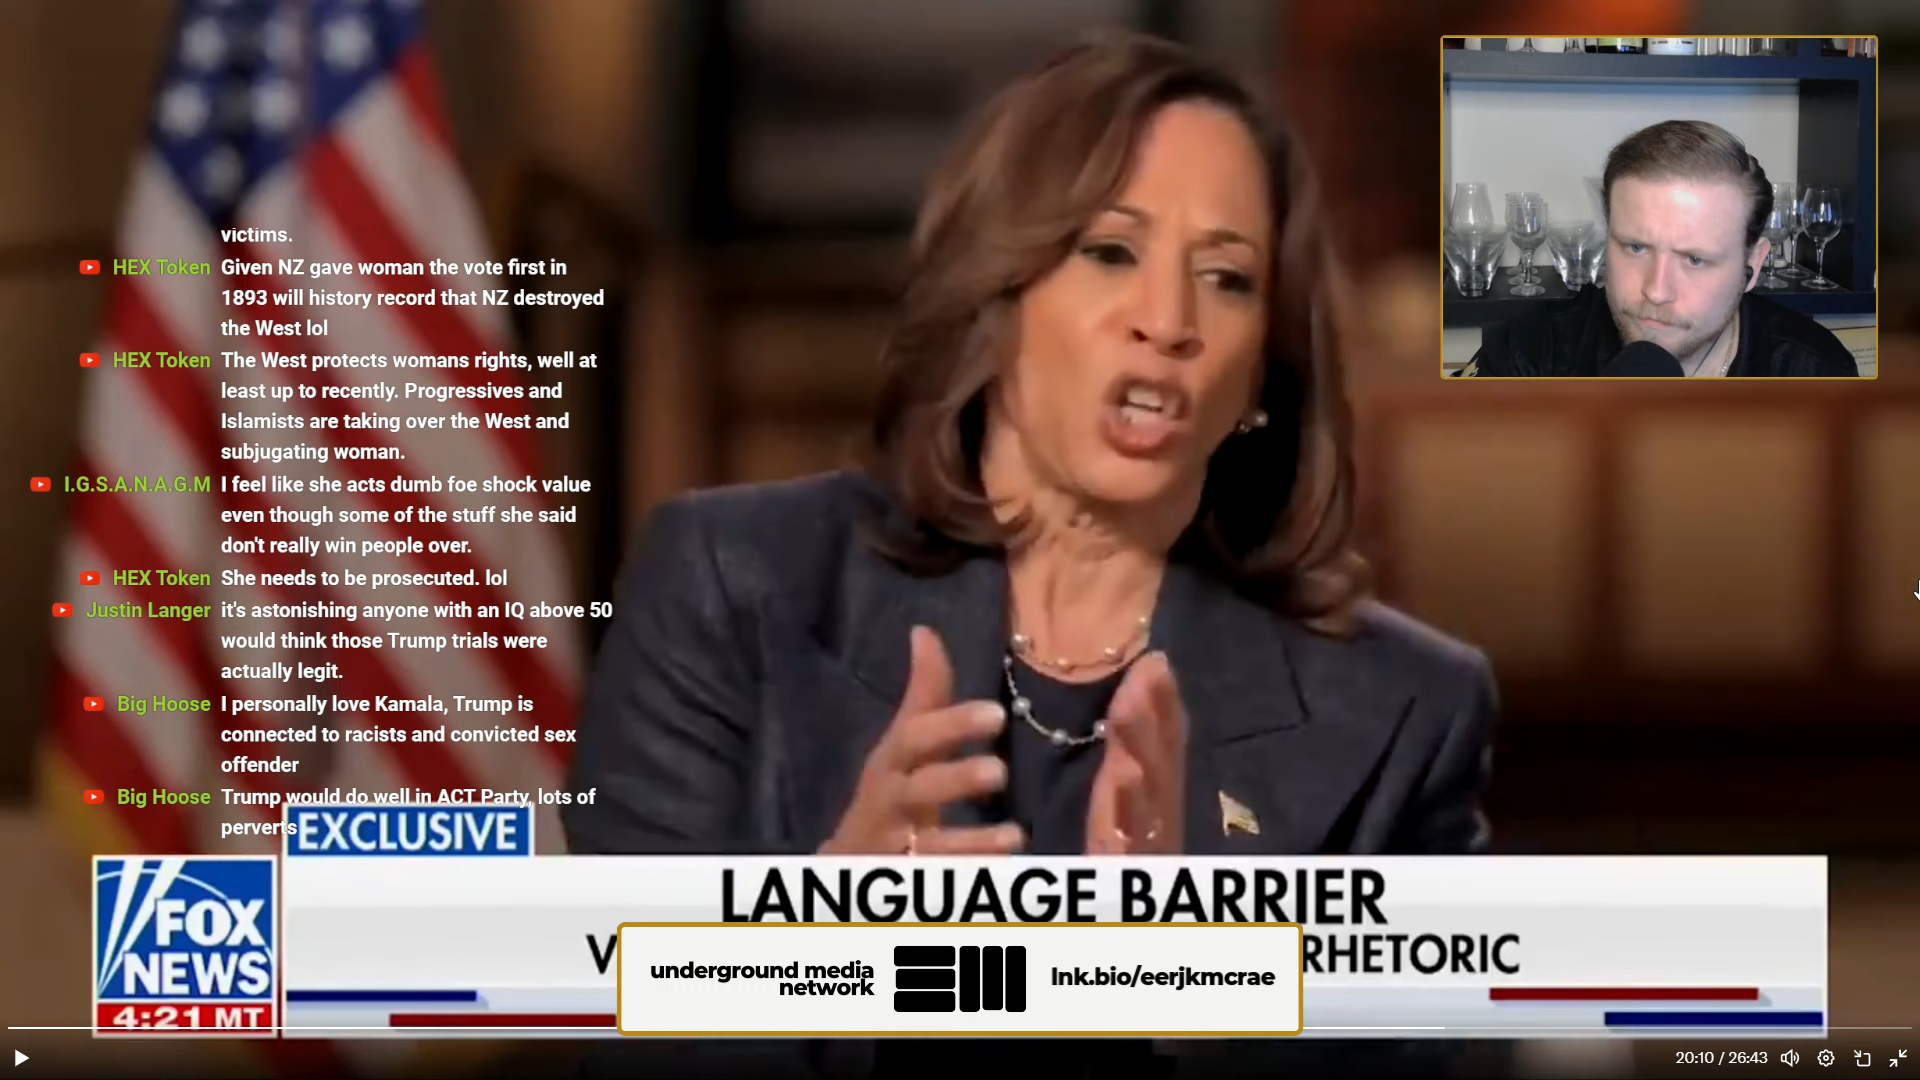 victims.
HEX Token Given NZ gave woman the vote first in
1893 will history record that NZ destroyed
the West lol
HEX Token The West protects womans rights, well at
least up to recently. Progressives and
Islamists are taking over the West and
subjugating woman.
I.G.S.A.N.A.G.M I feel like she acts dumb foe shock value
even though some of the stuff she said
don't really win people over.
HEX Token She needs to be prosecuted. lol
Justin Langer it's astonishing anyone with an IQ above 50
would think those Trump trials were
actually legit.
Big Hoose I personally love Kamala, Trump is
connected to racists and convicted sex
offender
Big Hoose Trump would do well in ACT Party, lots of
perverts
EXCLUSIVE
LANGUAGE BARRIER
RHETORIC
FOX
NEWS
4:21 MT
underground media
network
lnk.bio/eerjkmcrae
20:10 / 26:43